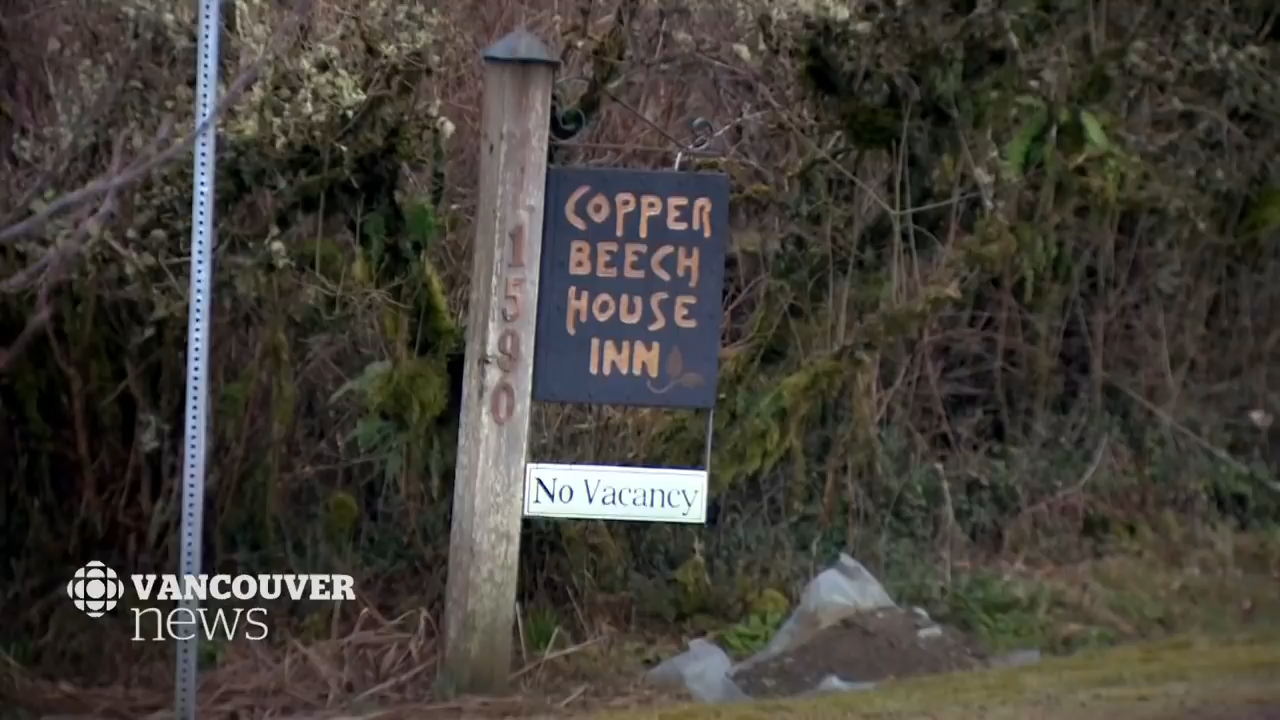 COPPER
BEECH
HOUSE
INN
1590
No Vacancy
VANCOUVER
news